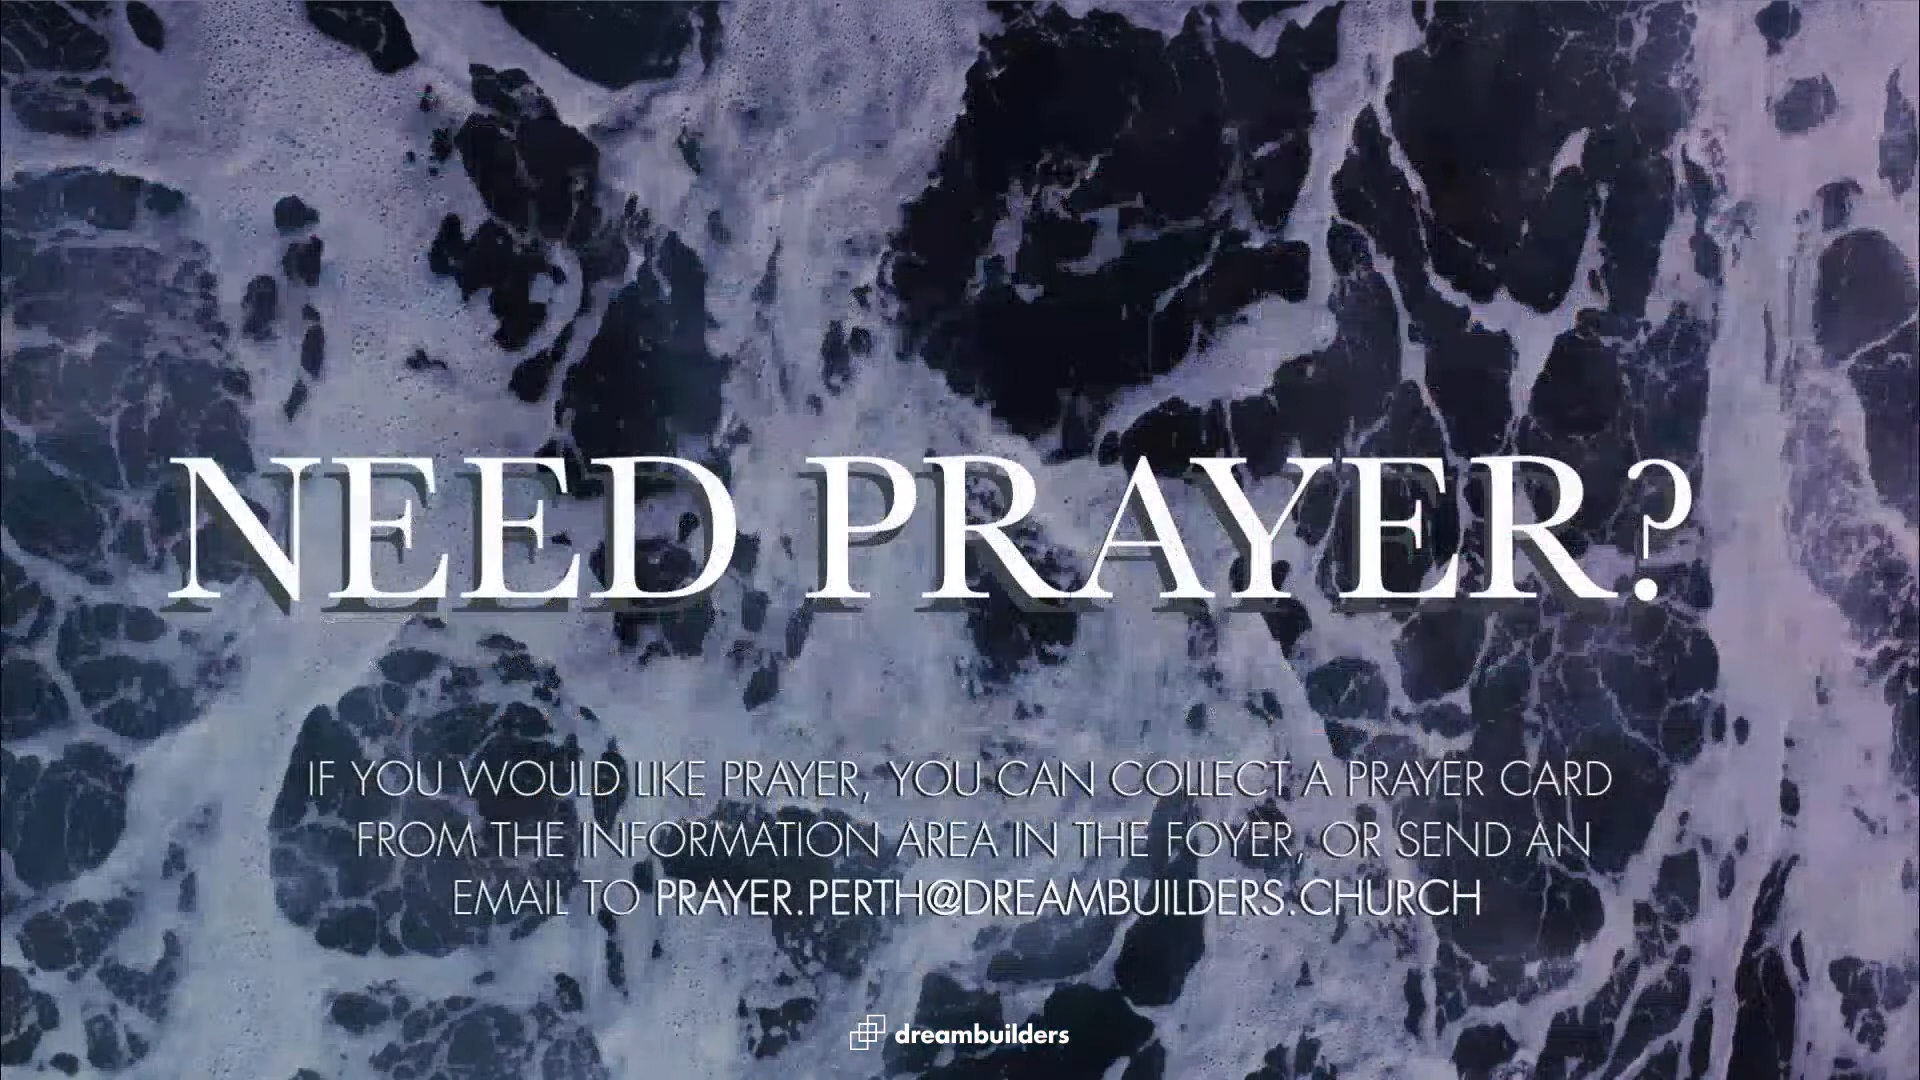 NEED PRAYER?
IF YOU WOULD LIKE PRAYER, YOU CAN COLLECT A PRAYER CARD
FROM THE INFORMATION AREA IN THE FOYER, OR SEND AN
EMAIL TO PRAYER.PERTH@DREAMBUILDERS.CHURCH
dreambuilders